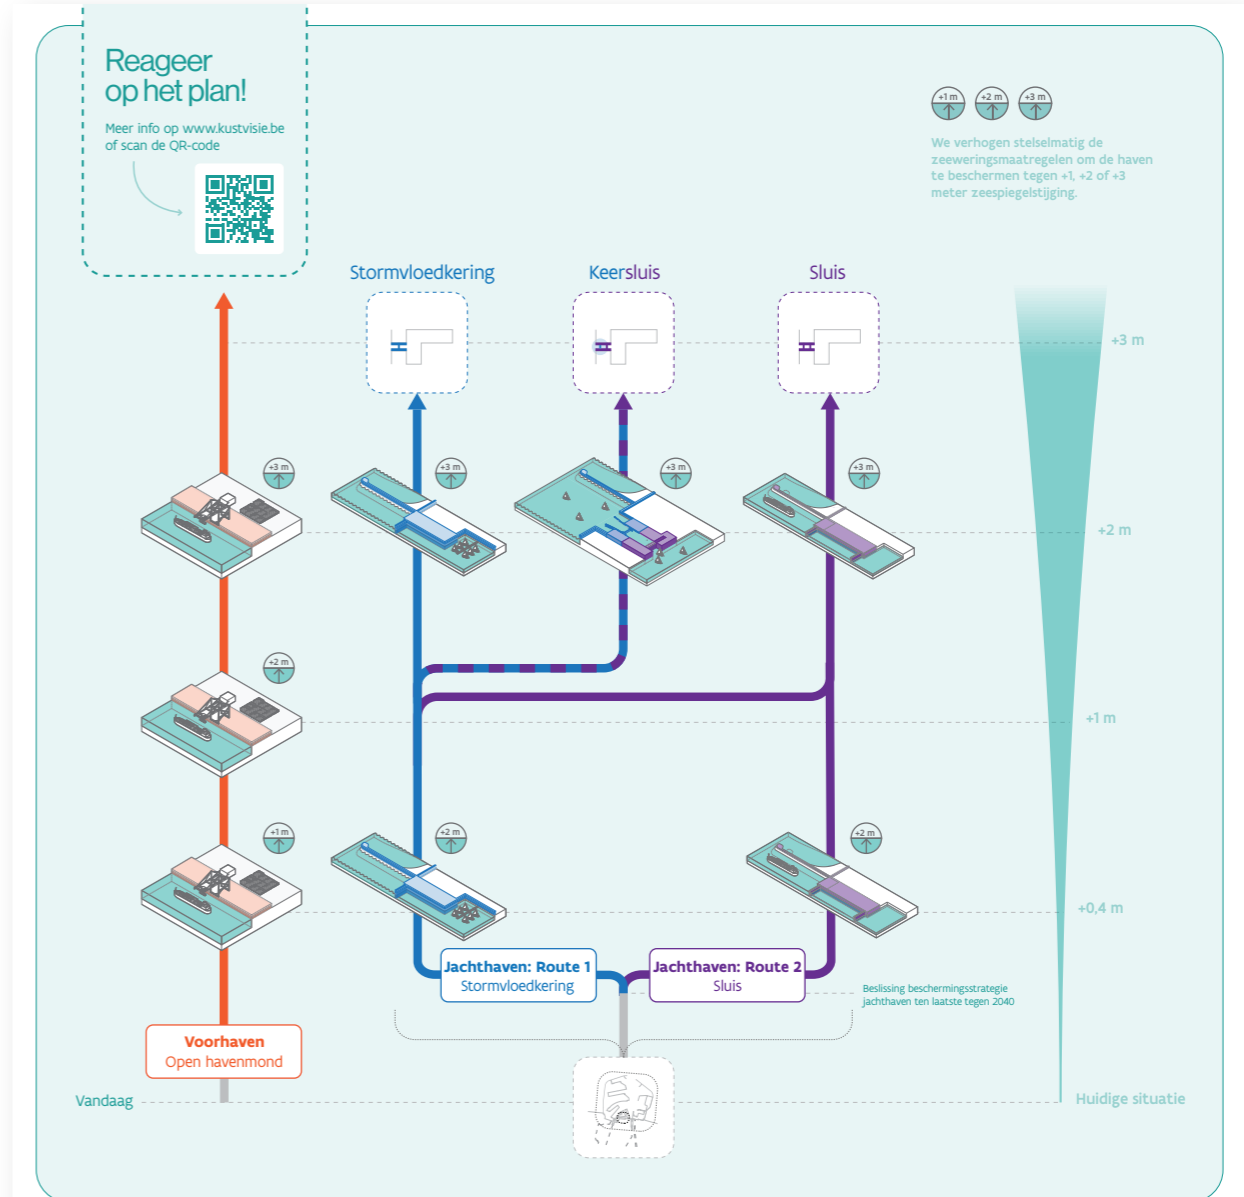 Reageer
op het plan!
Meer info op www.kustvisie.be
of scan de QR-code
+1 m
+2 m
+3 m
We verhogen stelselmatig de
zeeweringsmaatregelen om de haven
te beschermen tegen +1, +2 of +3
meter zeespiegelstijging.
Stormvloedkering
Keersluis
Sluis
+3 m
+3 m
+3 m
+3 m
+3 m
+2 m
+2 m
+1 m
+1 m
+2 m
+2 m
+0,4 m
Jachthaven: Route 1
Stormvloedkering
Jachthaven: Route 2
Sluis
Beslissing beschermingsstrategie
jachthaven ten laatste tegen 2040
Voorhaven
Open havenmond
Vandaag
Huidige situatie